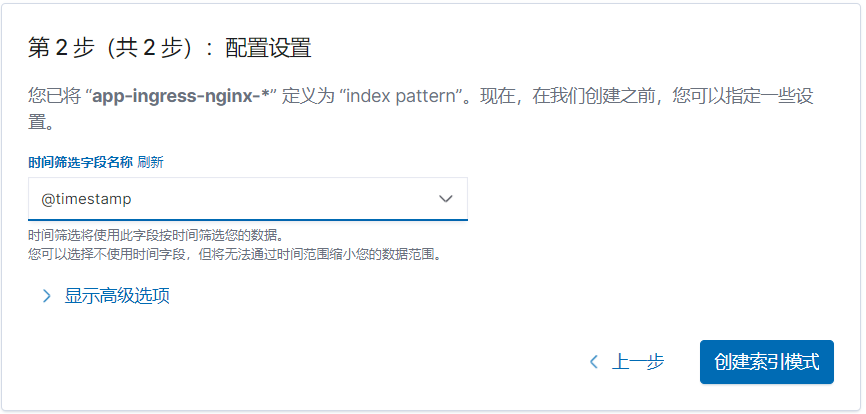 第 2 步（共 2 步）：配置设置
您已将 “app-ingress-nginx-*” 定义为 “index pattern”。现在，在我们创建之前，您可以指定一些设
置。
时间筛选字段名称 刷新
@timestamp
时间筛选将使用此字段按时间筛选您的数据。
您可以选择不使用时间字段，但将无法通过时间范围缩小您的数据范围。
显示高级选项
上一步 创建索引模式